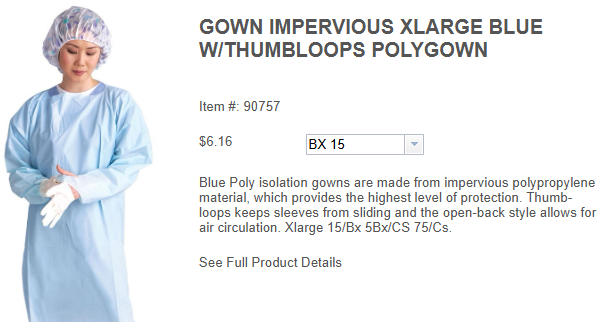 GOWN IMPERVIOUS XLARGE BLUE
W/THUMBLOOPS POLYGOWN
Item #: 90757
$6.16 BX 15
Blue Poly isolation gowns are made from impervious polypropylene
material, which provides the highest level of protection. Thumb-
loops keeps sleeves from sliding and the open-back style allows for
air circulation. Xlarge 15/Bx 5Bx/CS 75/Cs.
See Full Product Details